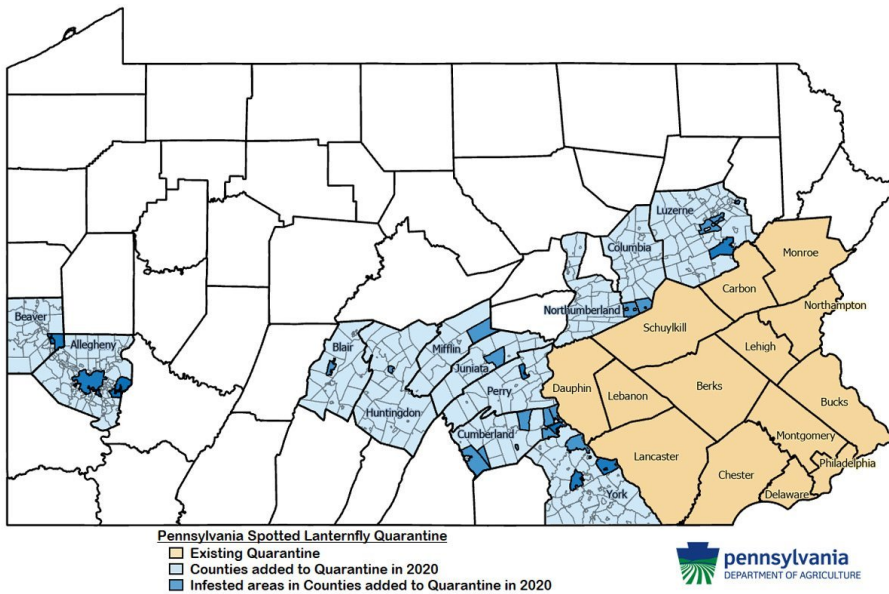 Luzerne
Columbia
Monroe
Carbon
Northampton
Beaver
Northumberland
Schuylkill
Allegheny
Blair
Mifflin
Lehigh
Juniata
Dauphin
Lebanon
Berks
Perry
Bucks
Huntingdon
Cumberland
Montgomery
Lancaster
Philadelphia
Chester
York
Delaware
Pennsylvania Spotted Lanternfly Quarantine
Existing Quarantine
Counties added to Quarantine in 2020
Infested areas in Counties added to Quarantine in 2020
pennsylvania
DEPARTMENT OF AGRICULTURE